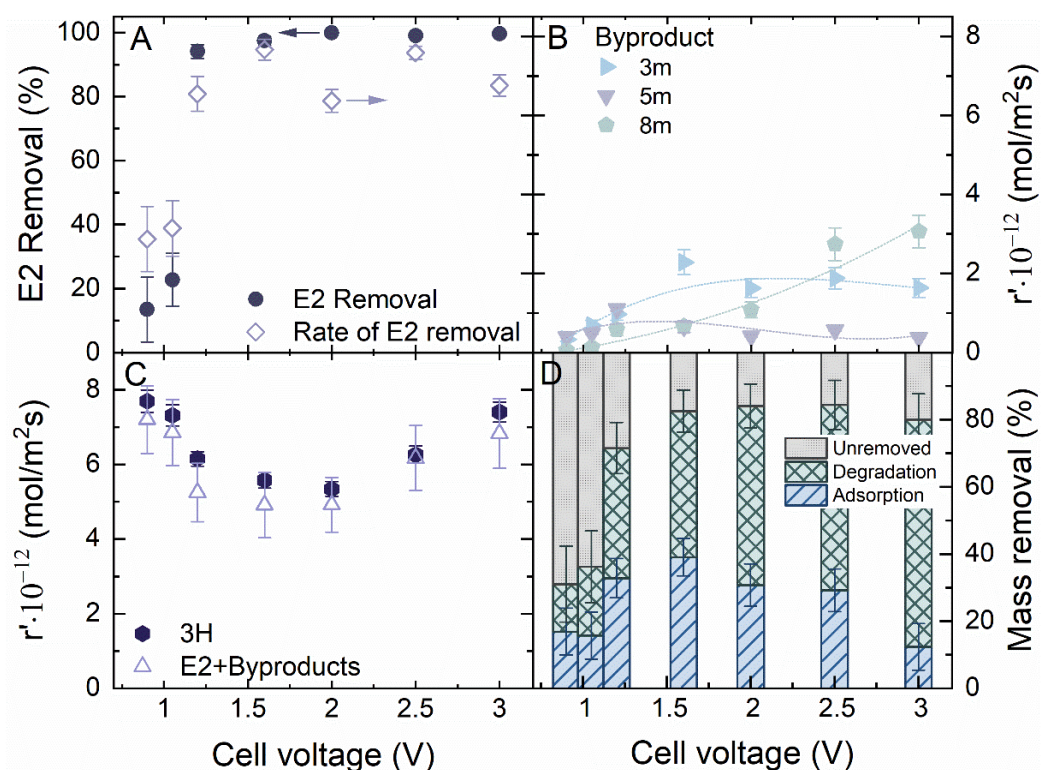 A
100
80
60
40
20
0
E2 Removal (%)
E2 Removal
Rate of E2 removal
B
Byproduct
3m
5m
8m
8
6
4
2
0
r'·10⁻¹² (mol/m²s)
C
8
6
4
2
0
r'·10⁻¹² (mol/m²s)
3H
E2+Byproducts
1 1.5 2 2.5 3
Cell voltage (V)
D
Unremoved
Degradation
Adsorption
80
60
40
20
0
Mass removal (%)
1 1.5 2 2.5 3
Cell voltage (V)